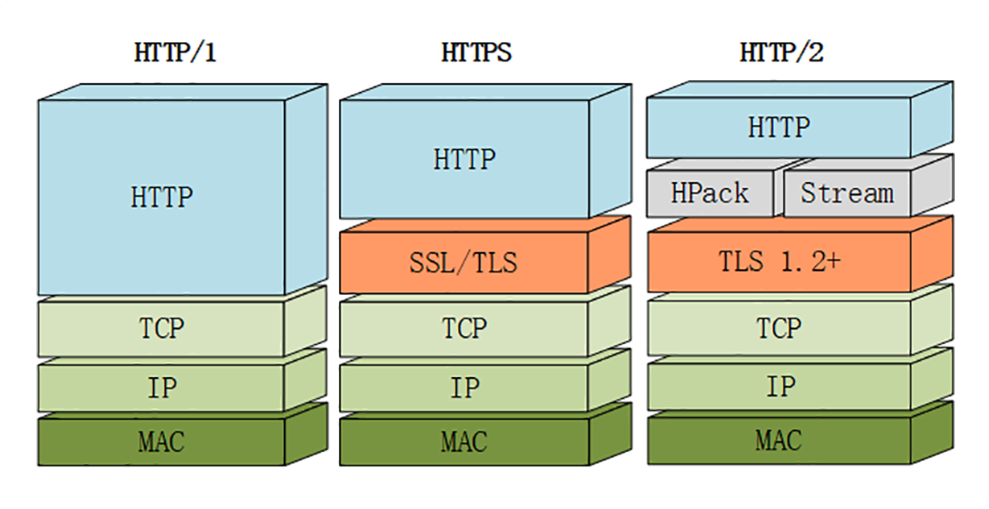 HTTP/1
HTTPS
HTTP/2
HTTP
TCP
IP
MAC
HTTP
SSL/TLS
TCP
IP
MAC
HTTP
HPack
Stream
TLS 1.2+
TCP
IP
MAC